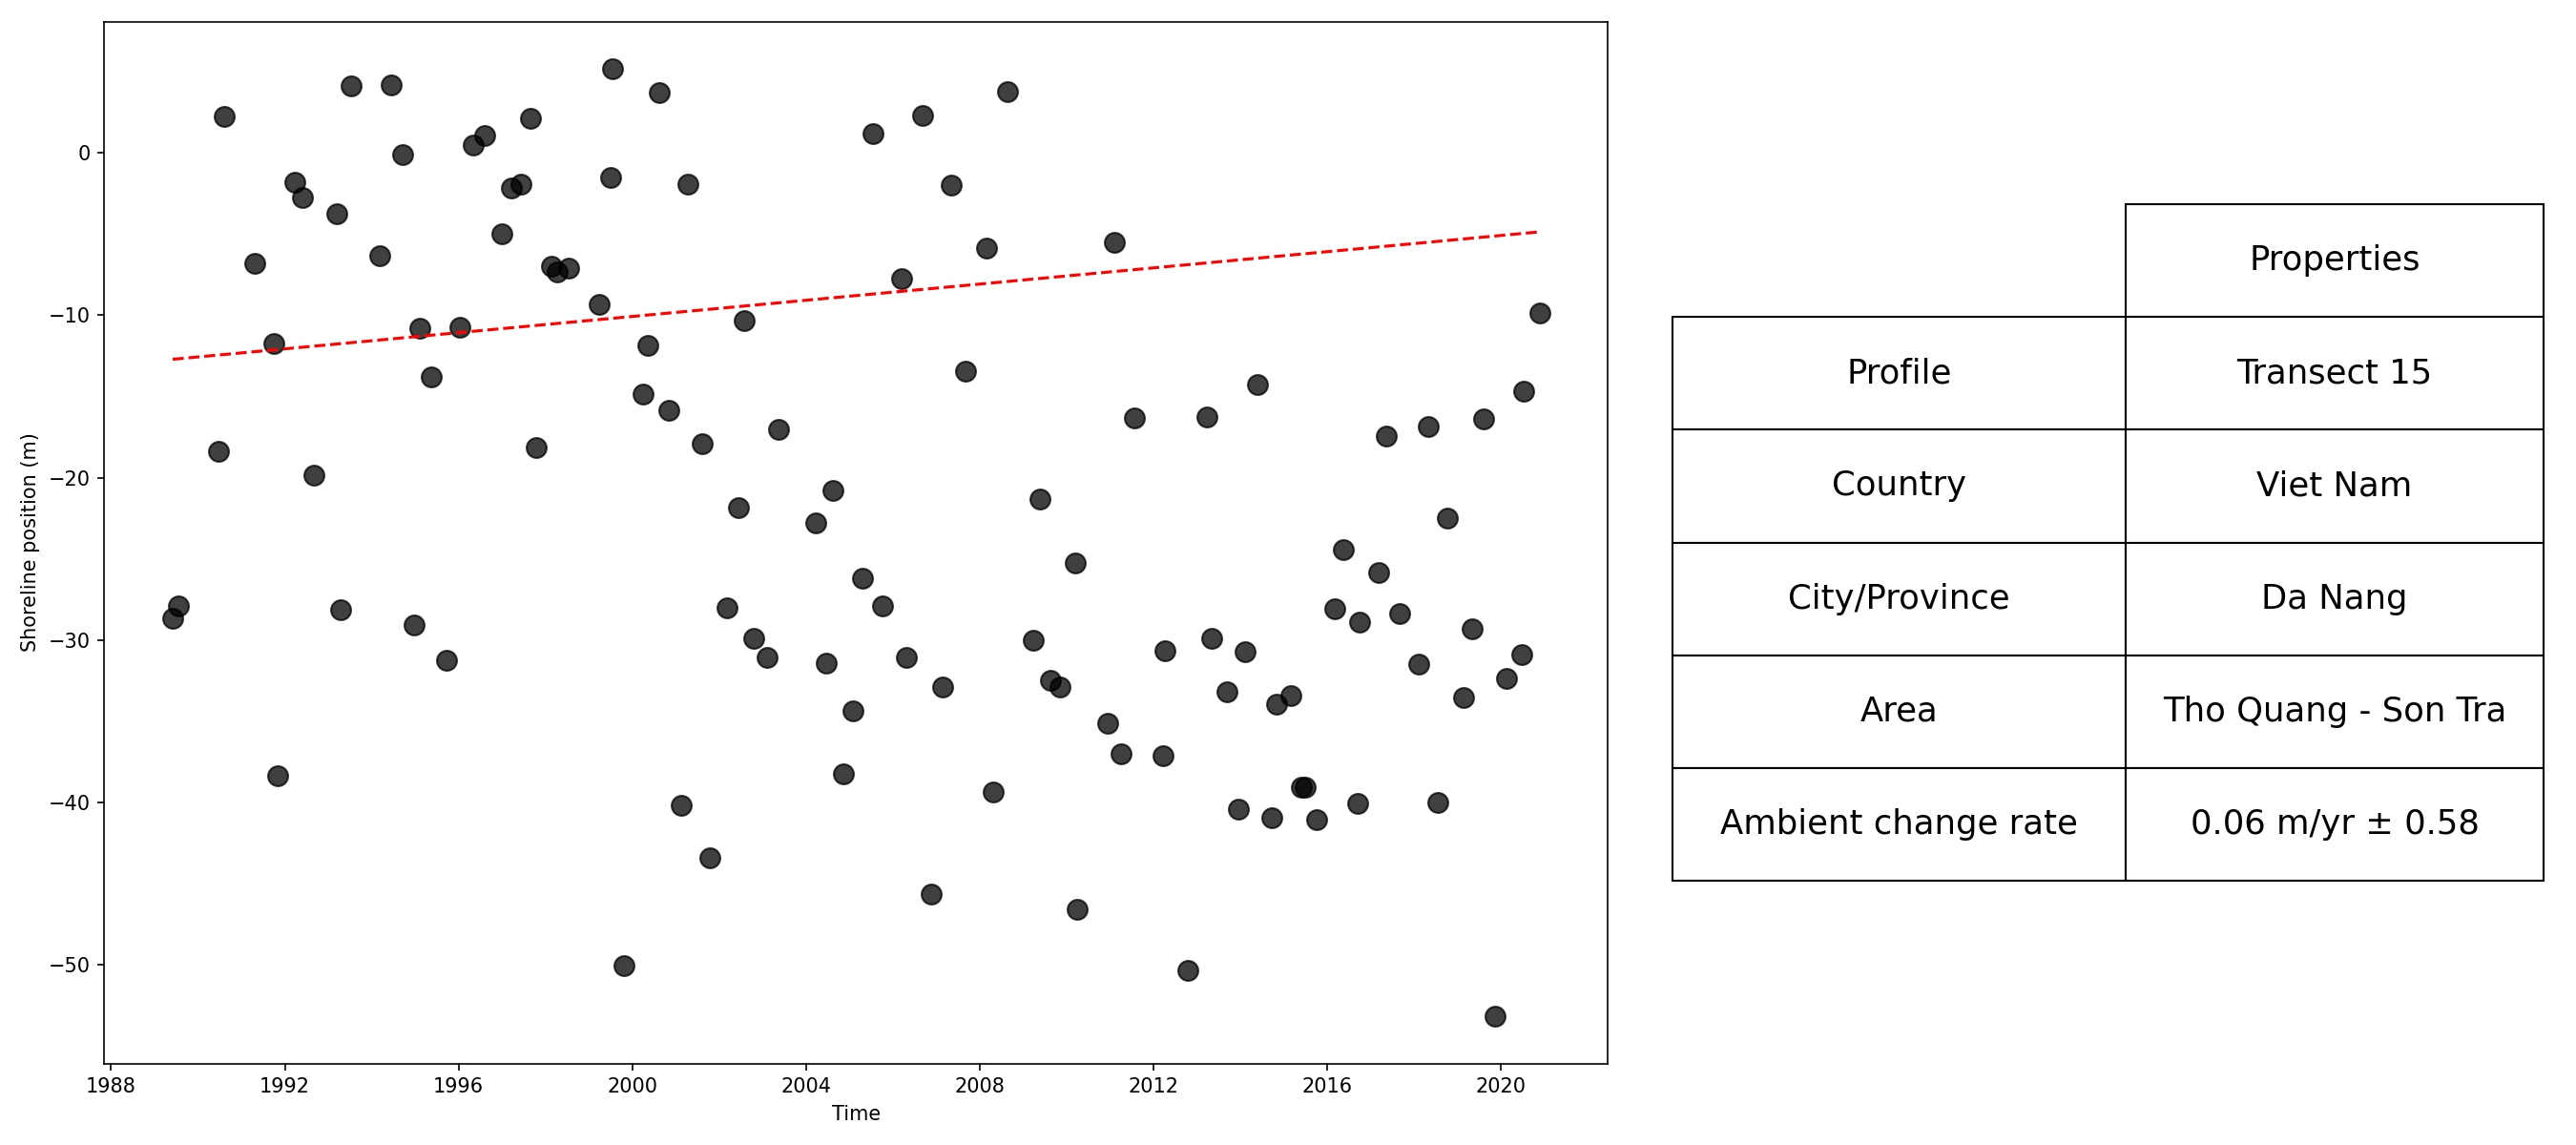 0
−10
−20
−30
−40
−50
Shoreline position (m)
1988 1992 1996 2000 2004 2008 2012 2016 2020
Time
Properties
Profile Transect 15
Country Viet Nam
City/Province Da Nang
Area Tho Quang - Son Tra
Ambient change rate 0.06 m/yr ± 0.58